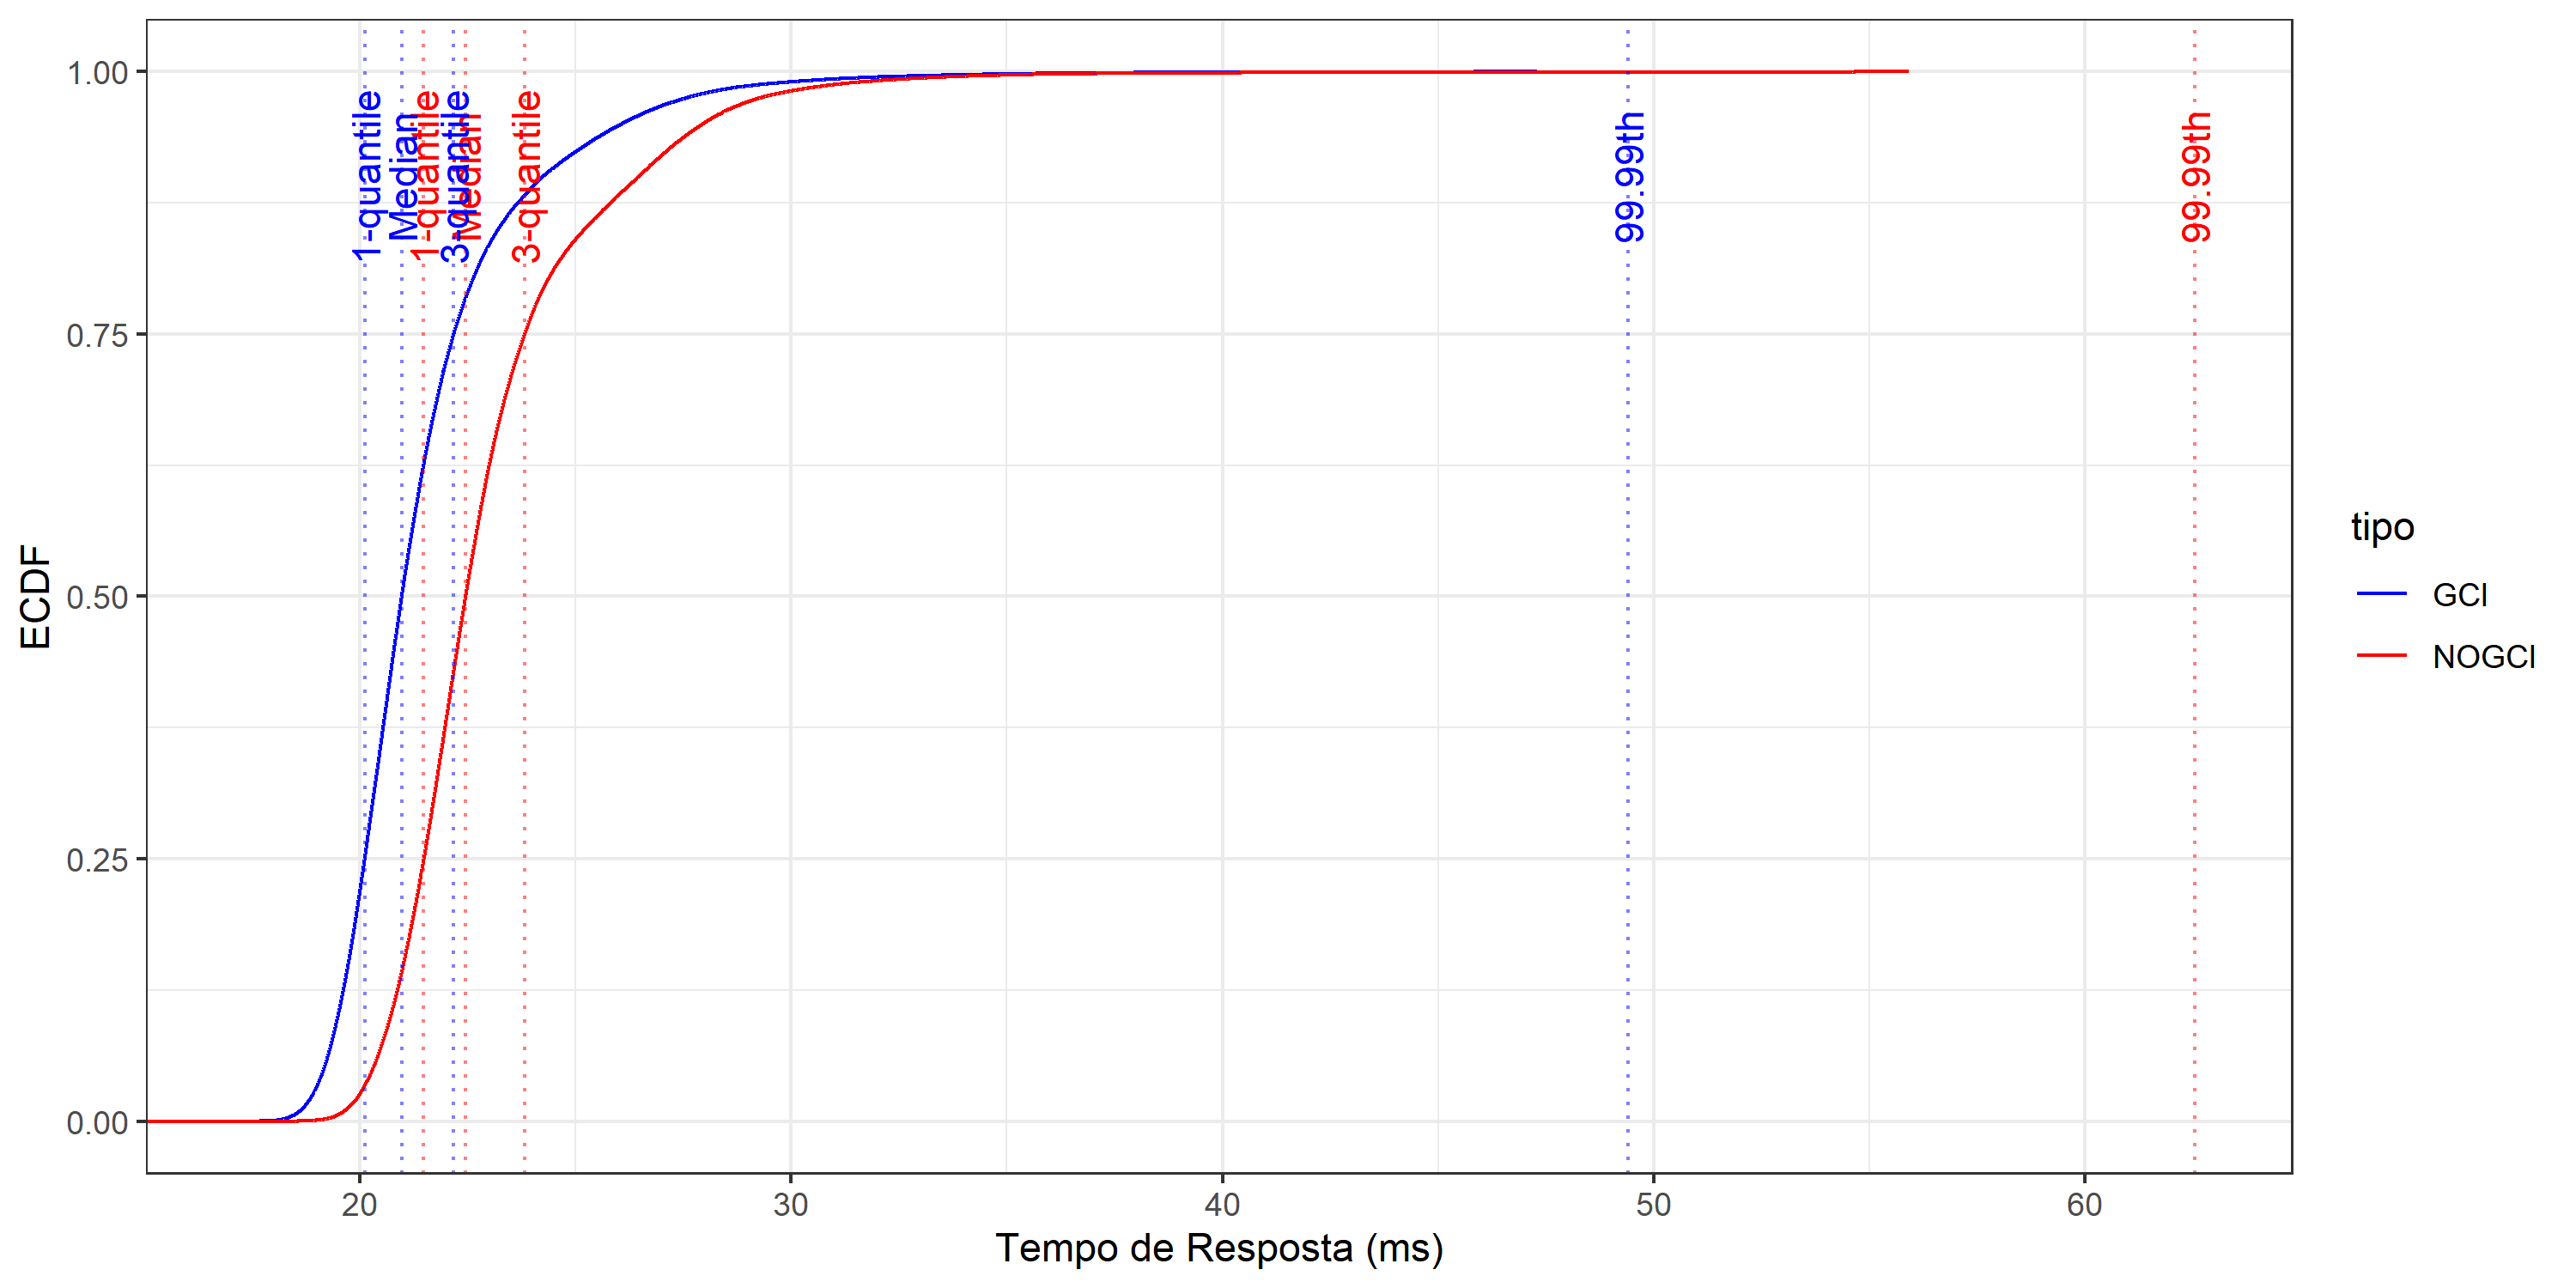 1.00
0.75
0.50
0.25
0.00
ECDF
1-quantile
Median
1-quantile
3-quantile
Median
3-quantile
99.99th
99.99th
20
30
40
50
60
Tempo de Resposta (ms)
tipo
GCI
NOGCI